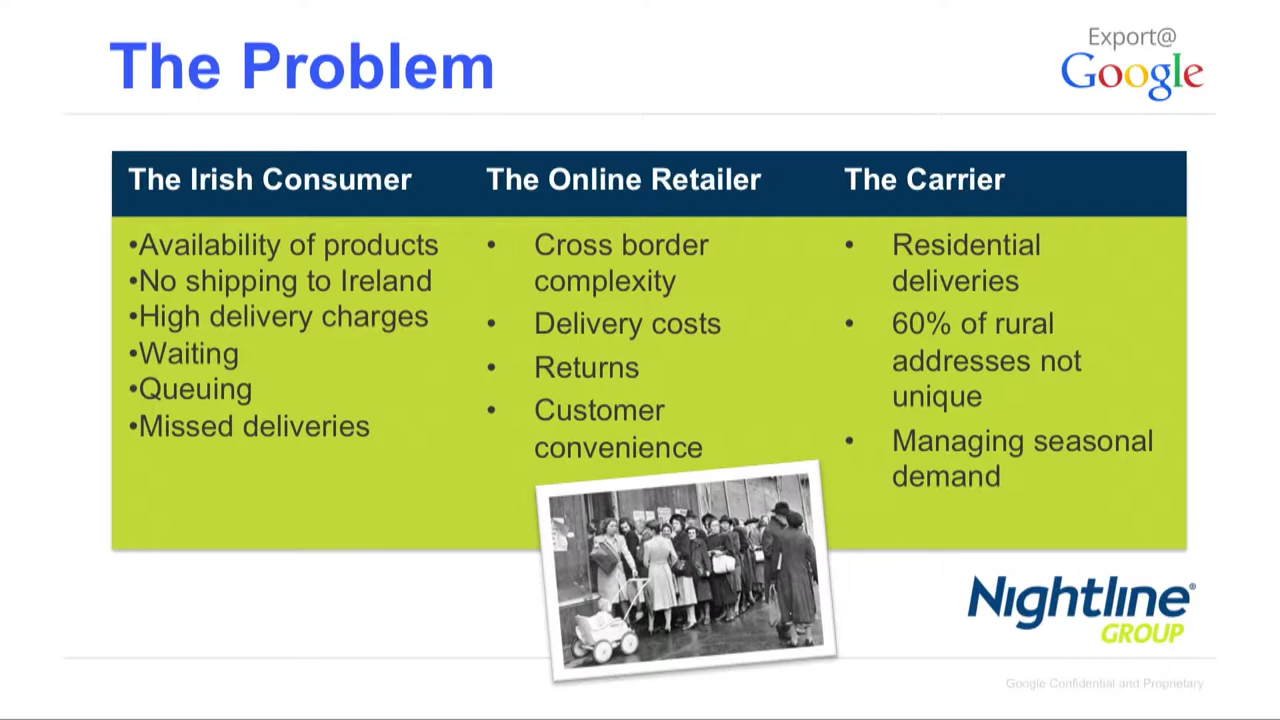 The Problem
Export@
Google
The Irish Consumer
•Availability of products
•No shipping to Ireland
•High delivery charges
•Waiting
•Queuing
•Missed deliveries
The Online Retailer
• Cross border
complexity
• Delivery costs
• Returns
• Customer
convenience
The Carrier
• Residential
deliveries
• 60% of rural
addresses not
unique
• Managing seasonal
demand
Nightline®
GROUP
Google Confidential and Proprietary